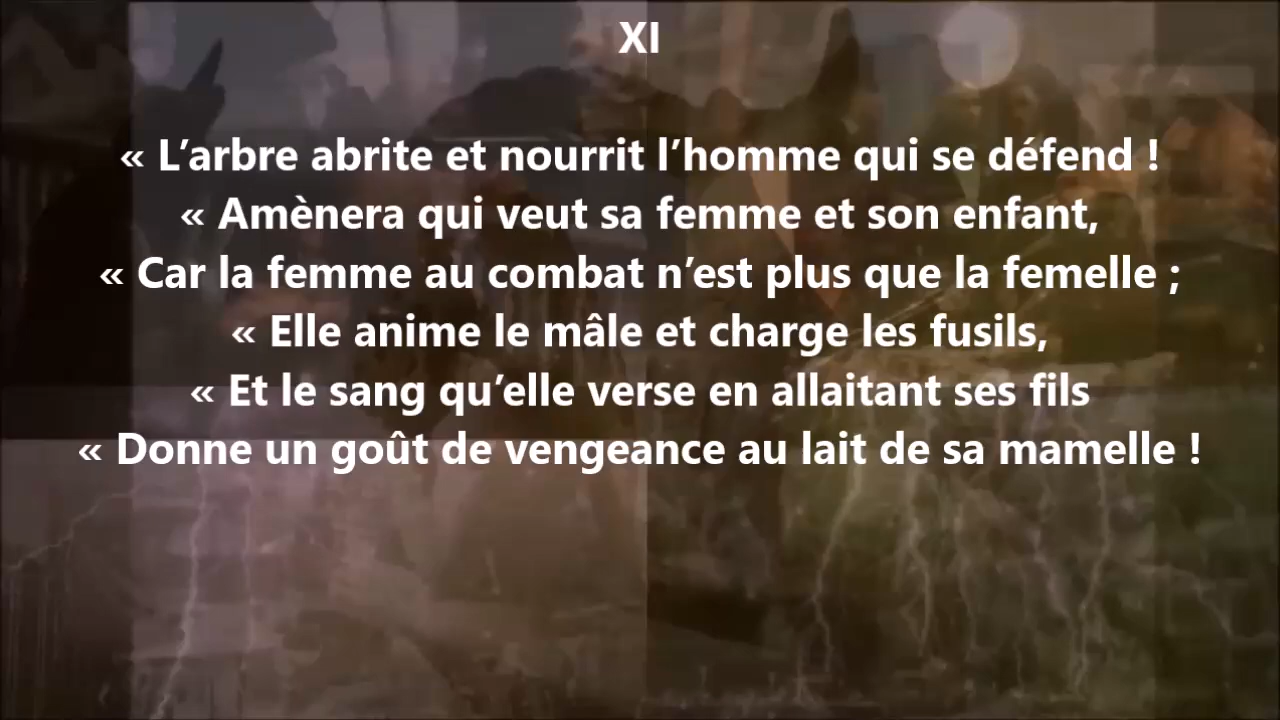 XI
« L’arbre abrite et nourrit l’homme qui se défend !
« Amènera qui veut sa femme et son enfant,
« Car la femme au combat n’est plus que la femelle ;
« Elle anime le mâle et charge les fusils,
« Et le sang qu’elle verse en allaitant ses fils
« Donne un goût de vengeance au lait de sa mamelle !